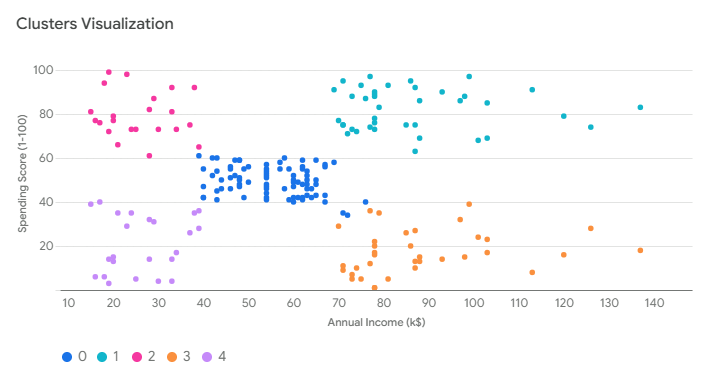 Clusters Visualization
Spending Score (1-100)
100
80
60
40
20
10 20 30 40 50 60 70 80 90 100 110 120 130 140
Annual Income (k$)
0 1 2 3 4